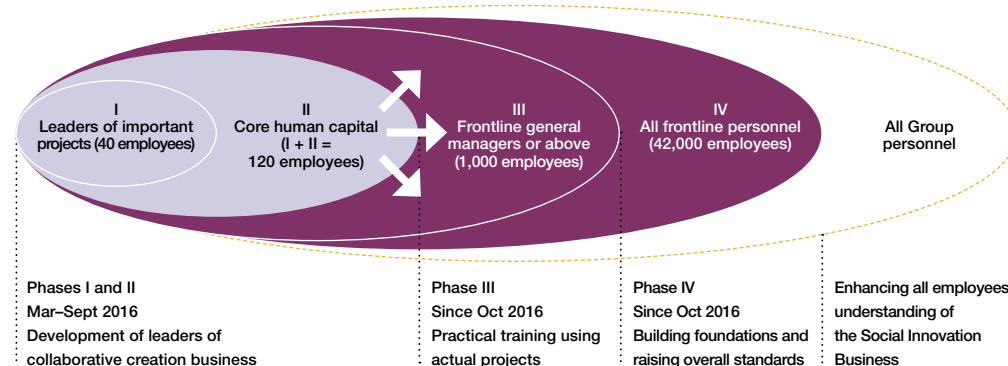 I
Leaders of important
projects (40 employees)
II
Core human capital
(I + II =
120 employees)
III
Frontline general
managers or above
(1,000 employees)
IV
All frontline personnel
(42,000 employees)
All Group
personnel
Phases I and II
Mar–Sept 2016
Development of leaders of
collaborative creation business
Phase III
Since Oct 2016
Practical training using
actual projects
Phase IV
Since Oct 2016
Building foundations and
raising overall standards
Enhancing all employees
understanding of
the Social Innovation
Business